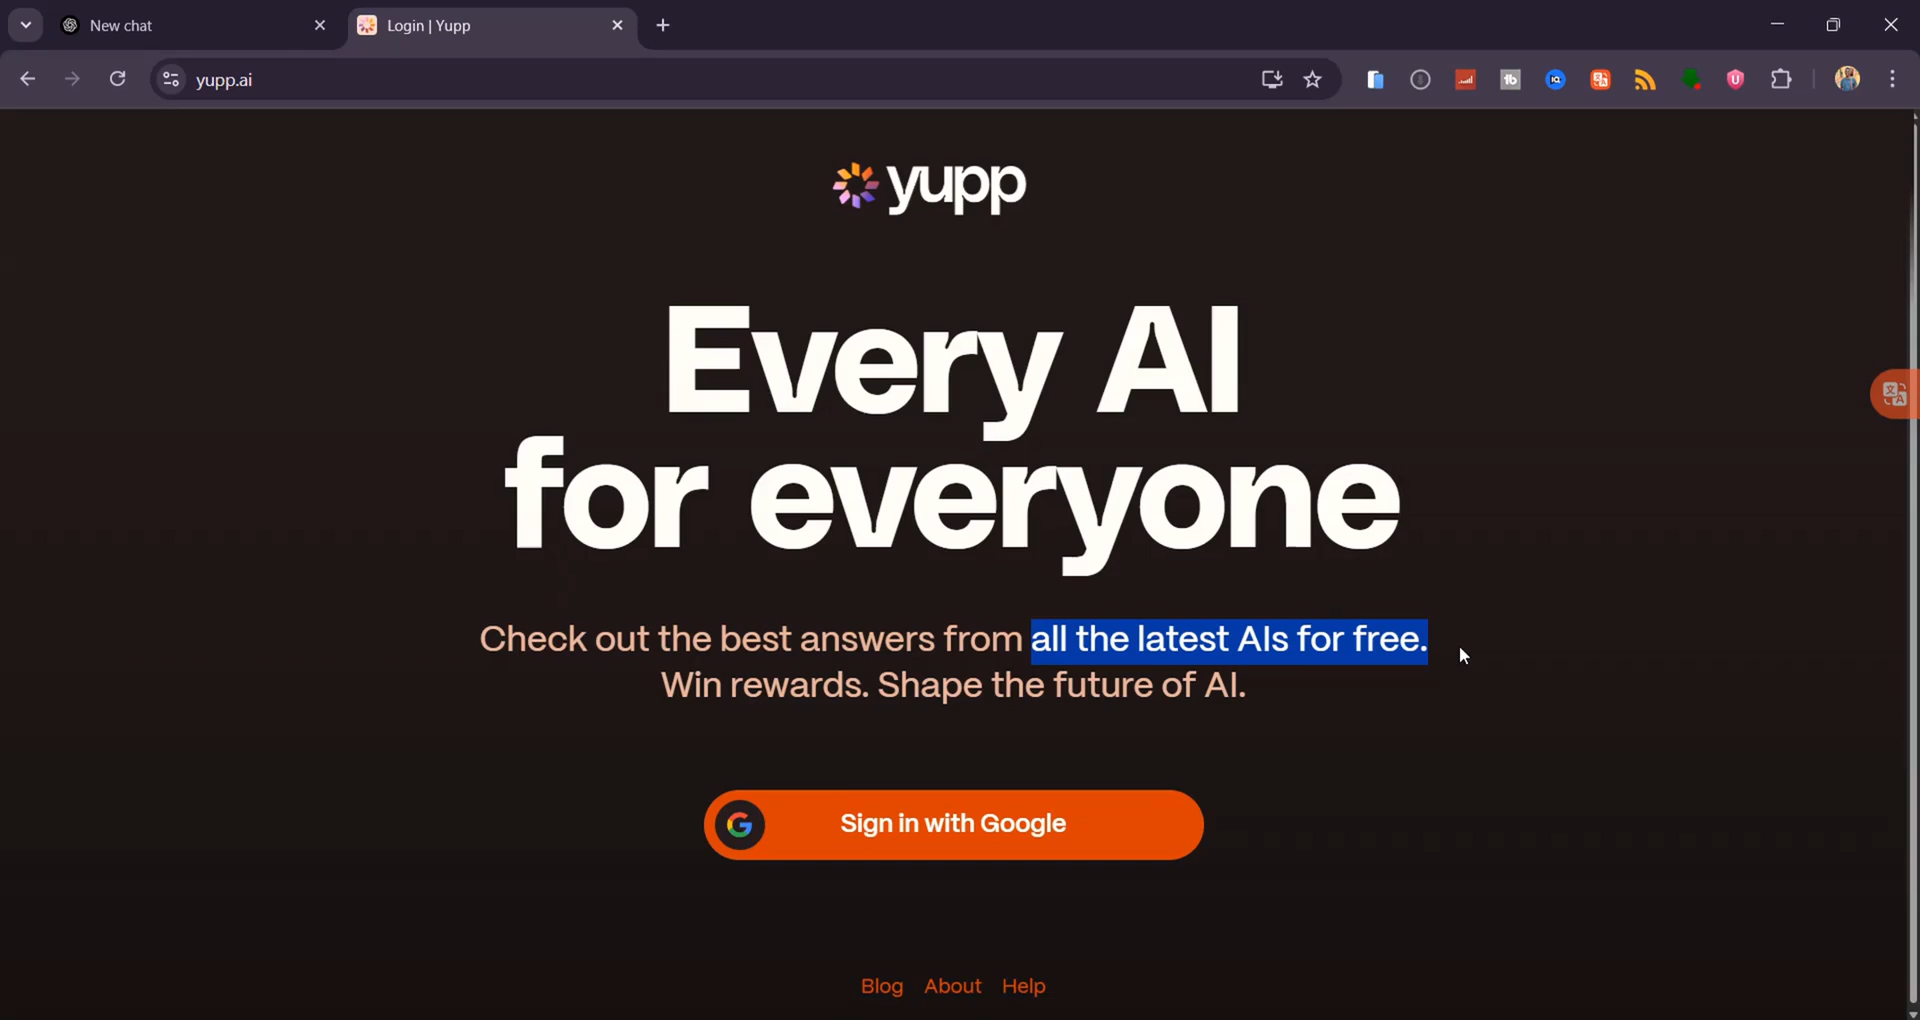 New chat
Login | Yupp
yupp.ai
yupp
Every AI
for everyone
Check out the best answers from all the latest AIs for free.
Win rewards. Shape the future of AI.
Sign in with Google
Blog About Help